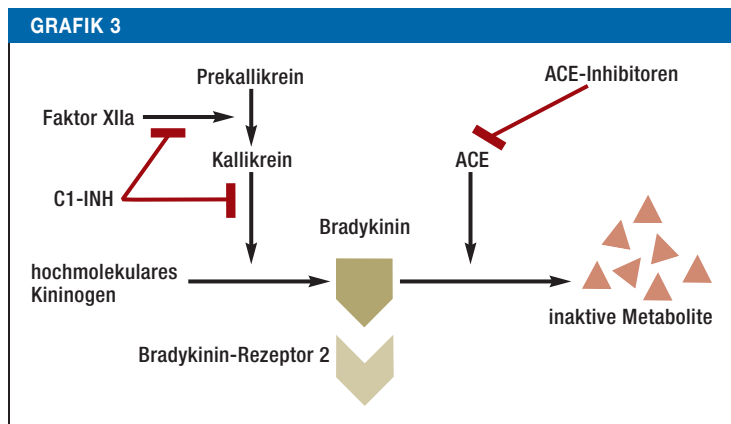 GRAFIK 3
Prekallikrein
ACE-Inhibitoren
Faktor XIIa
Kallikrein
ACE
C1-INH
Bradykinin
hochmolekulares
Kininogen
inaktive Metabolite
Bradykinin-Rezeptor 2